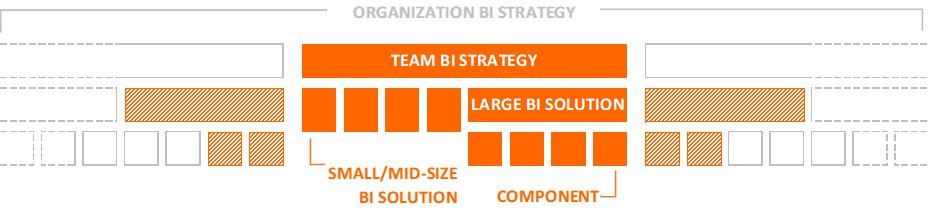 ORGANIZATION BI STRATEGY
TEAM BI STRATEGY
LARGE BI SOLUTION
SMALL/MID-SIZE
BI SOLUTION
COMPONENT